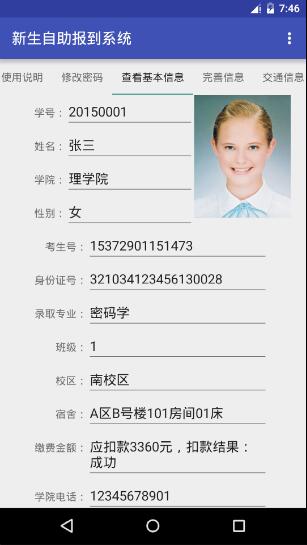 7:46
新生自助报到系统
使用说明 修改密码 查看基本信息 完善信息 交通信息
学号： 20150001
姓名： 张三
学院： 理学院
性别： 女
考生号： 15372901151473
身份证号： 321034123456130028
录取专业： 密码学
班级： 1
校区： 南校区
宿舍： A区B号楼101房间01床
缴费金额： 应扣款3360元，扣款结果：
成功
学院电话： 12345678901